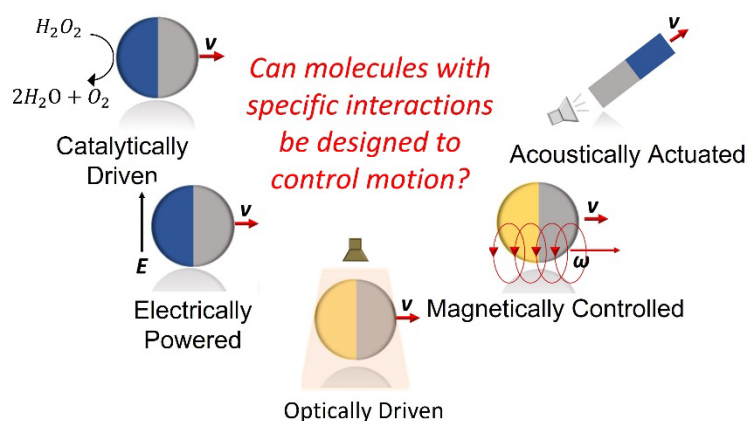 H₂O₂
2H₂O + O₂
v
Catalytically
Driven
Can molecules with
specific interactions
be designed to
control motion?
v
Acoustically Actuated
E
v
Electrically
Powered
v
Optically Driven
v
ω
Magnetically Controlled